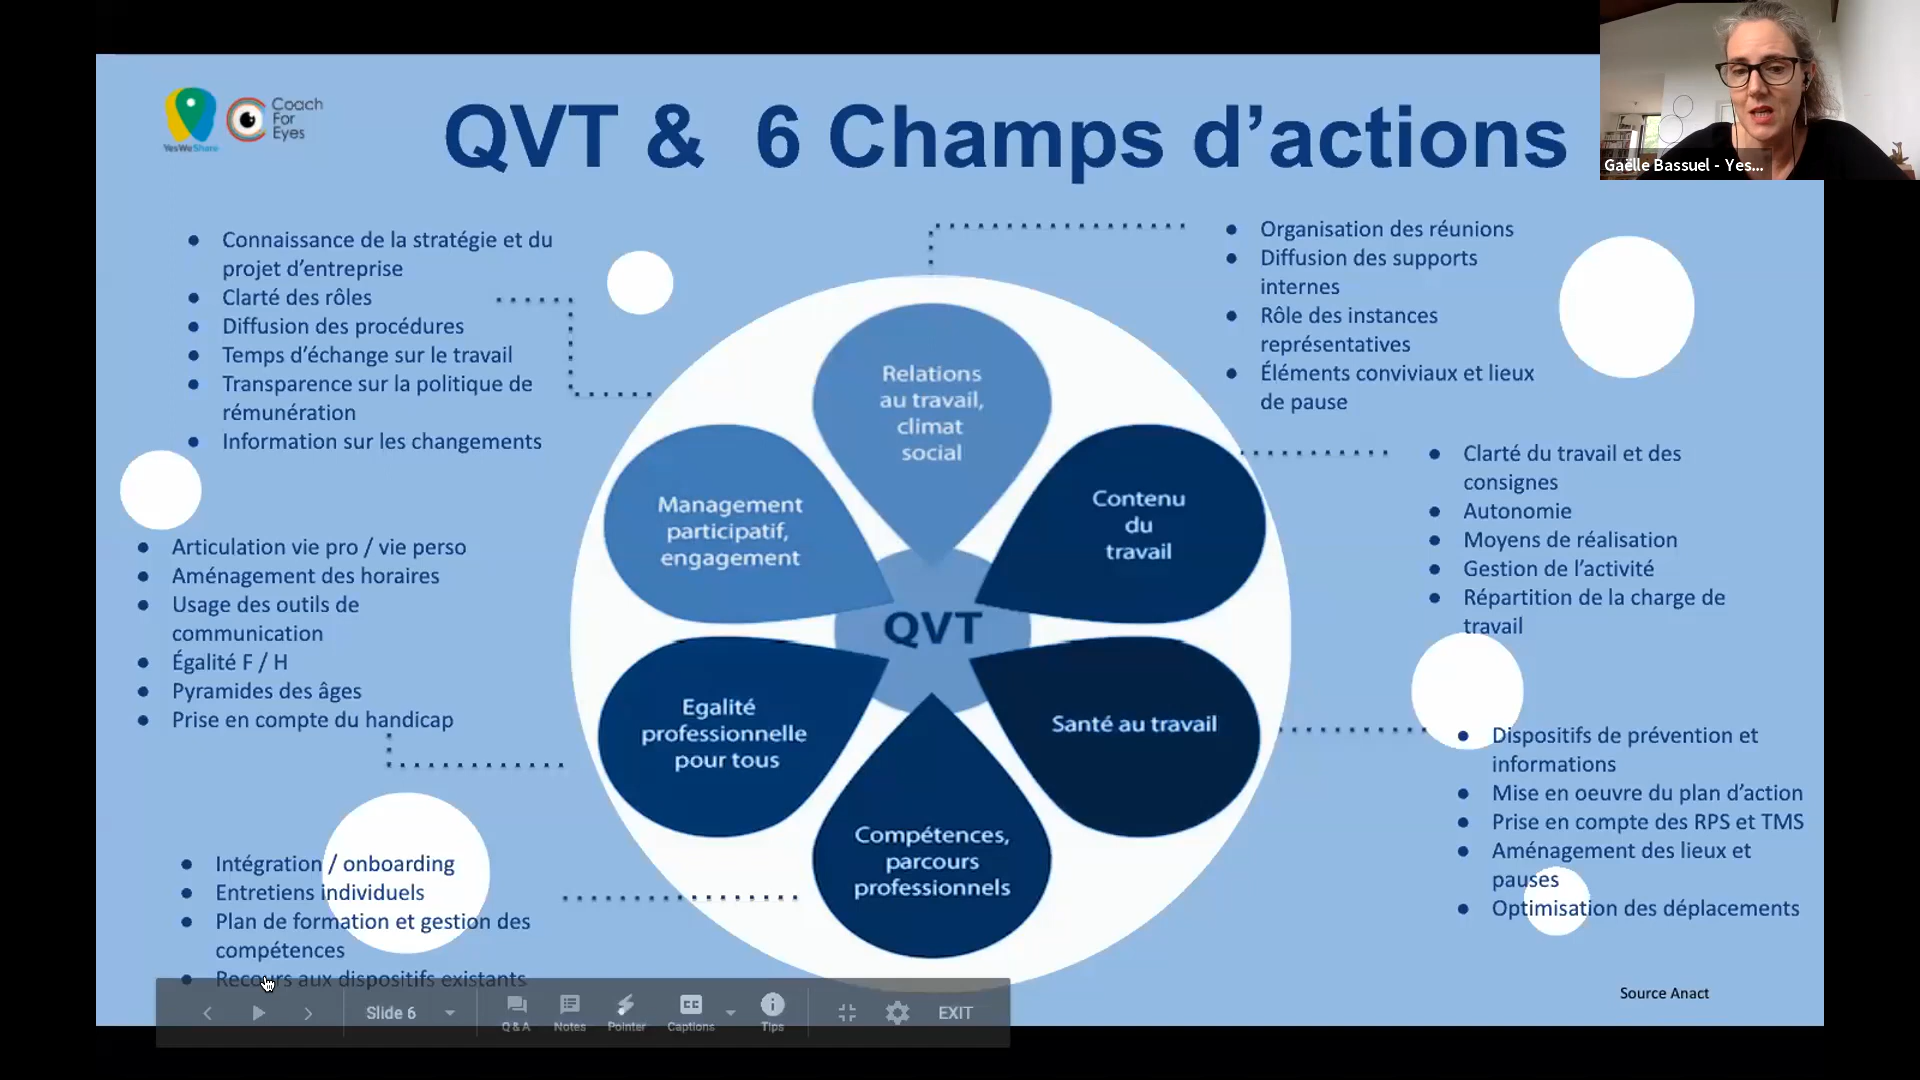 YesWeShare
Coach
For
Eyes
QVT & 6 Champs d’actions
Gaëlle Bassuel - Yes...
● Connaissance de la stratégie et du
projet d’entreprise
● Clarté des rôles
● Diffusion des procédures
● Temps d’échange sur le travail
● Transparence sur la politique de
rémunération
● Information sur les changements
● Organisation des réunions
● Diffusion des supports
internes
● Rôle des instances
représentatives
● Éléments conviviaux et lieux
de pause
● Articulation vie pro / vie perso
● Aménagement des horaires
● Usage des outils de
communication
● Égalité F / H
● Pyramides des âges
● Prise en compte du handicap
● Clarté du travail et des
consignes
● Autonomie
● Moyens de réalisation
● Gestion de l’activité
● Répartition de la charge de
travail
Relations
au travail,
climat
social
Management
participatif,
engagement
Contenu
du
travail
QVT
Egalité
professionnelle
pour tous
Santé au travail
Compétences,
parcours
professionnels
● Intégration / onboarding
● Entretiens individuels
● Plan de formation et gestion des
compétences
● Recours aux dispositifs existants
● Dispositifs de prévention et
informations
● Mise en oeuvre du plan d’action
● Prise en compte des RPS et TMS
● Aménagement des lieux et
pauses
● Optimisation des déplacements
Source Anact
Slide 6
Q & A
Notes
Pointer
CC
Captions
Tips
EXIT